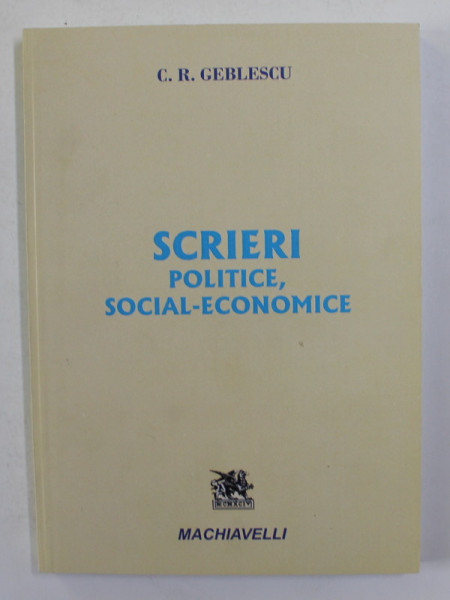 C. R. GEBLESCU
SCRIERI
POLITICE,
SOCIAL-ECONOMICE
MACHIAVELLI